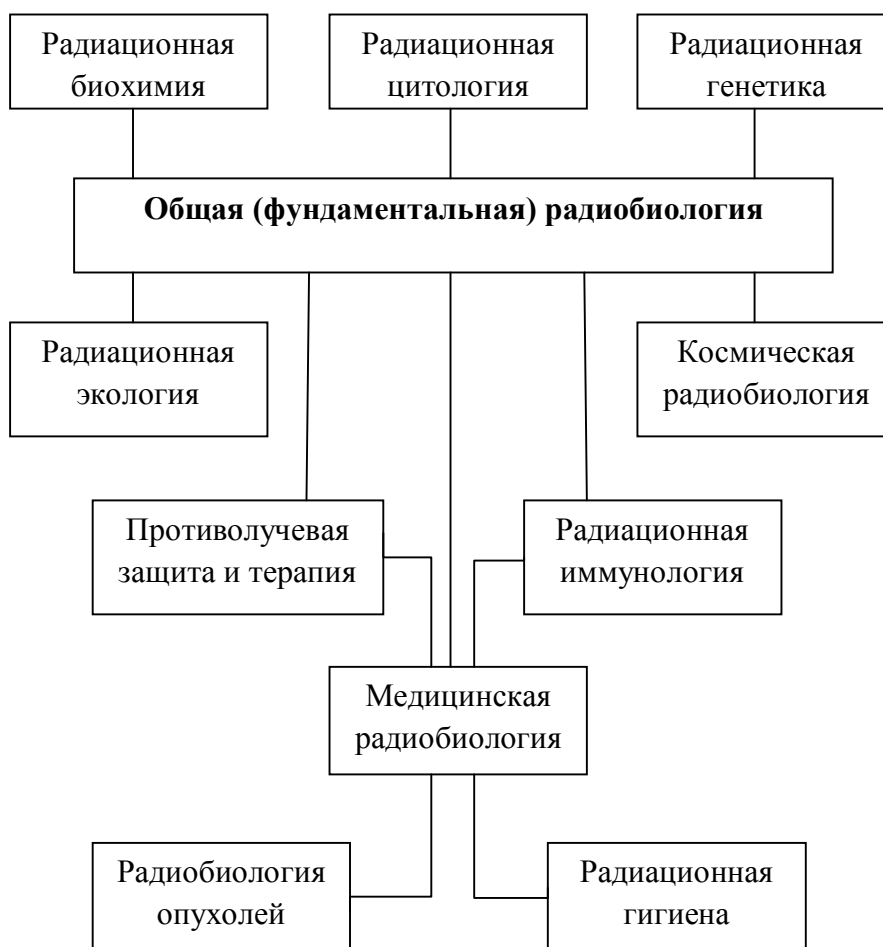 Радиационная
биохимия
Радиационная
цитология
Радиационная
генетика
Общая (фундаментальная) радиобиология
Радиационная
экология
Космическая
радиобиология
Противолучевая
защита и терапия
Радиационная
иммунология
Медицинская
радиобиология
Радиобиология
опухолей
Радиационная
гигиена